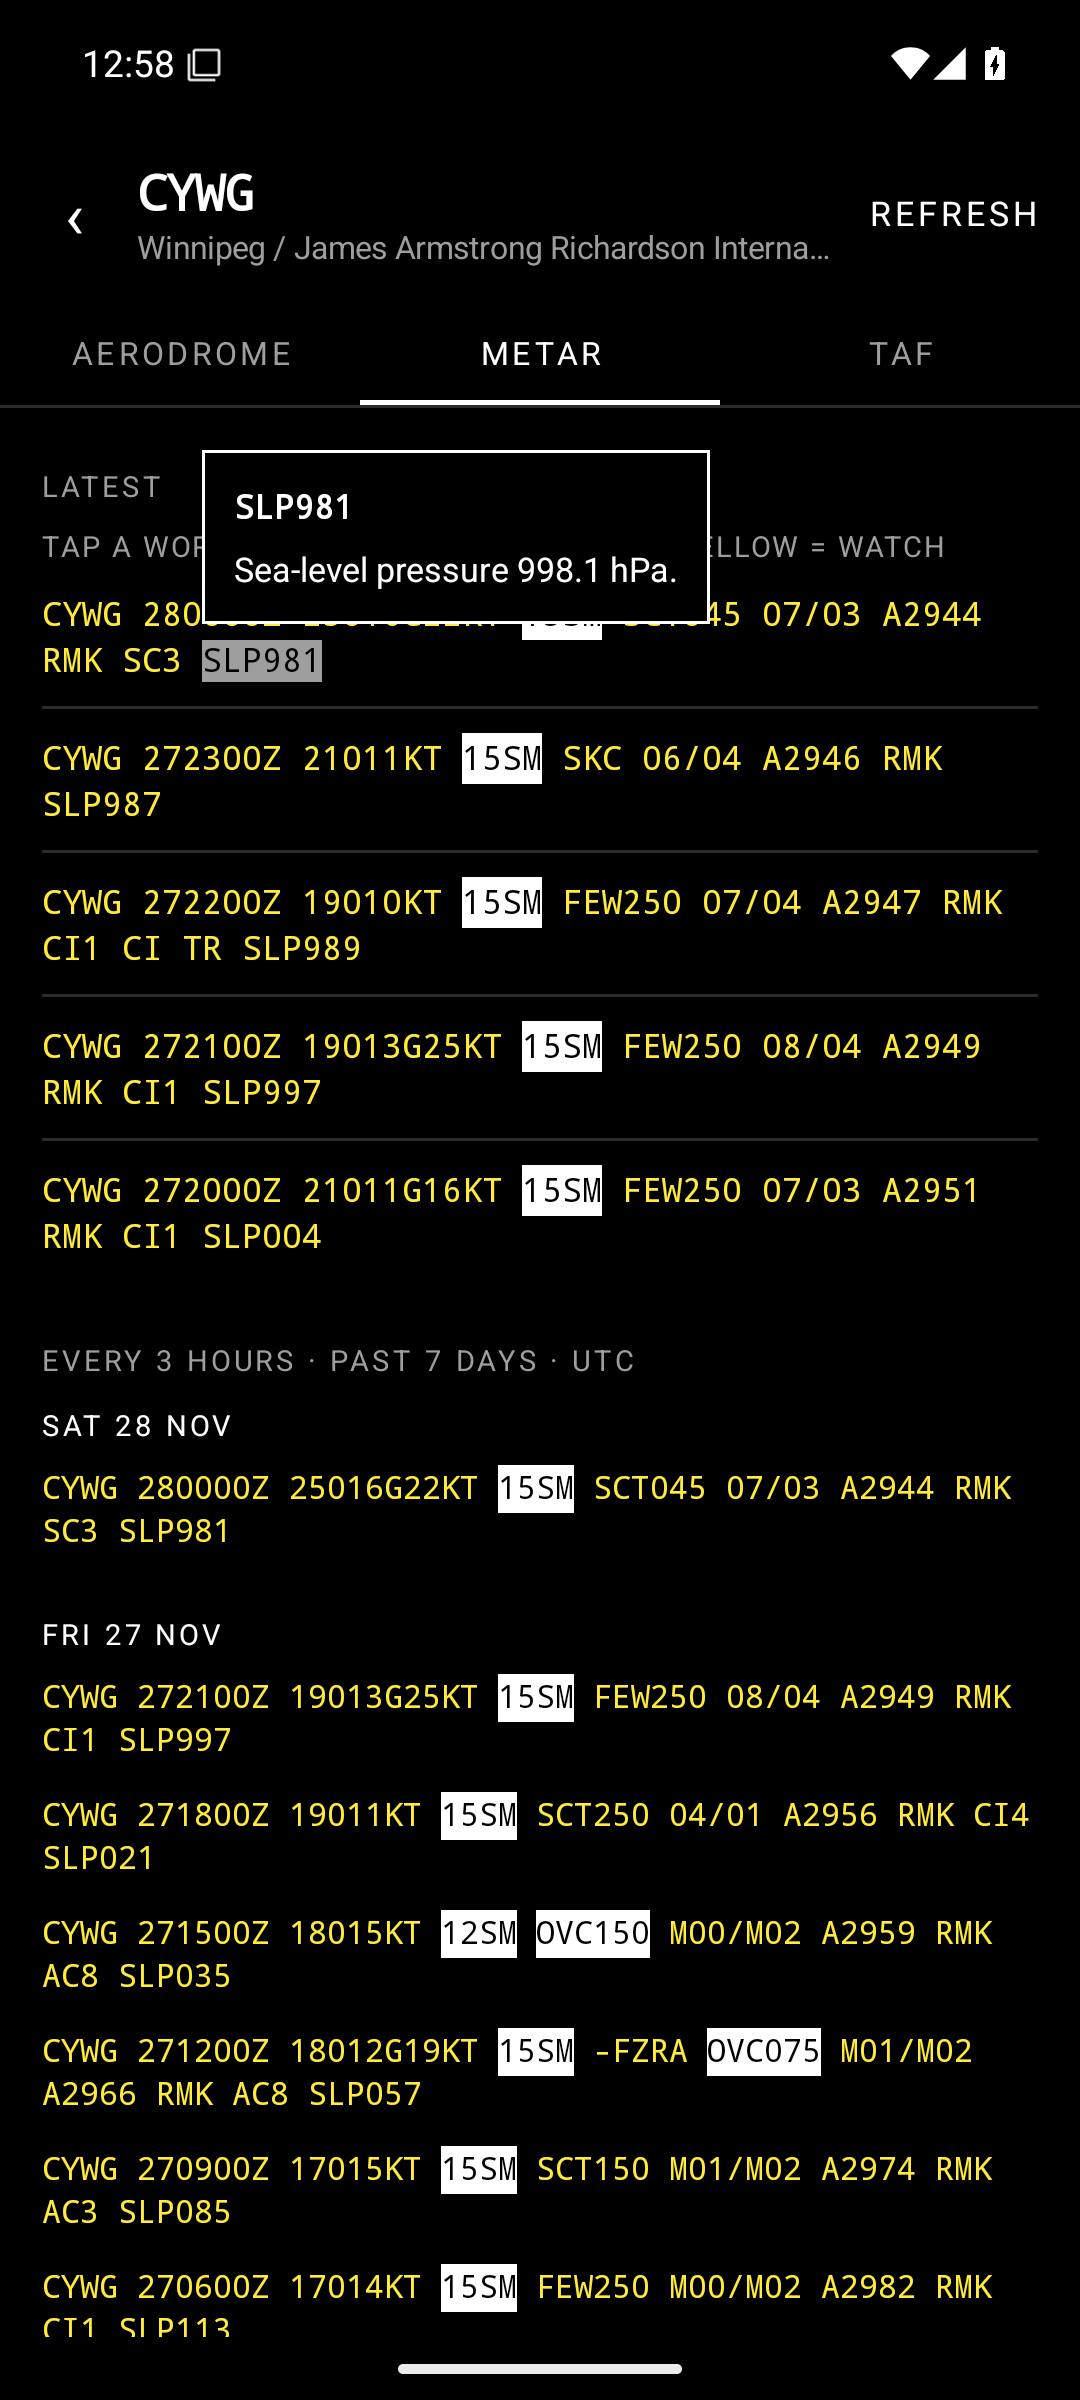 12:58
CYWG
Winnipeg / James Armstrong Richardson Interna...
REFRESH
AERODROME METAR TAF
LATEST
SLP981
TAP A = WATCH
Sea-level pressure 998.1 hPa.
CYWG 07/03 A2944
RMK SC3 SLP981
CYWG 272300Z 21011KT 15SM SKC 06/04 A2946 RMK
SLP987
CYWG 272200Z 19010KT 15SM FEW250 07/04 A2947 RMK
CI1 CI TR SLP989
CYWG 272100Z 19013G25KT 15SM FEW250 08/04 A2949
RMK CI1 SLP997
CYWG 272000Z 21011G16KT 15SM FEW250 07/03 A2951
RMK CI1 SLP004
EVERY 3 HOURS · PAST 7 DAYS · UTC
SAT 28 NOV
CYWG 280000Z 25016G22KT 15SM SCT045 07/03 A2944 RMK
SC3 SLP981
FRI 27 NOV
CYWG 272100Z 19013G25KT 15SM FEW250 08/04 A2949 RMK
CI1 SLP997
CYWG 271800Z 19011KT 15SM SCT250 04/01 A2956 RMK CI4
SLP021
CYWG 271500Z 18015KT 12SM OVC150 M00/M02 A2959 RMK
AC8 SLP035
CYWG 271200Z 18012G19KT 15SM -FZRA OVC075 M01/M02
A2966 RMK AC8 SLP057
CYWG 270900Z 17015KT 15SM SCT150 M01/M02 A2974 RMK
AC3 SLP085
CYWG 270600Z 17014KT 15SM FEW250 M00/M02 A2982 RMK
CI1 SLP113